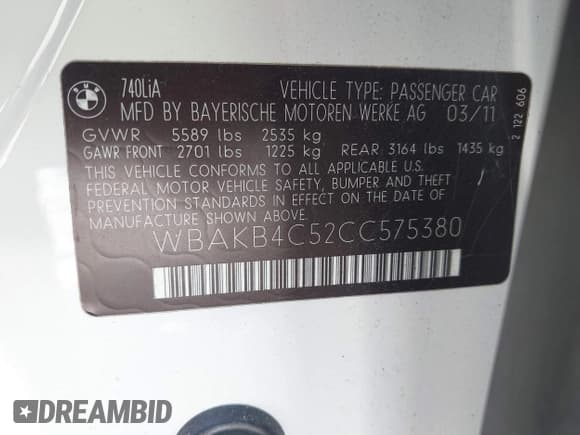 BMW
740LiA VEHICLE TYPE: PASSENGER CAR
MFD BY BAYERISCHE MOTOREN WERKE AG 03/11
GVWR 5589 lbs 2535 kg
GAWR FRONT 2701 lbs 1225 kg REAR: 3164 lbs 1435 kg
THIS VEHICLE CONFORMS TO ALL APPLICABLE U.S.
FEDERAL MOTOR VEHICLE SAFETY, BUMPER AND THEFT
PREVENTION STANDARDS IN EFFECT ON THE DATE OF
MANUFACTURE SHOWN ABOVE.
WBAKB4C52CC575380
2 122 606
DREAMBID